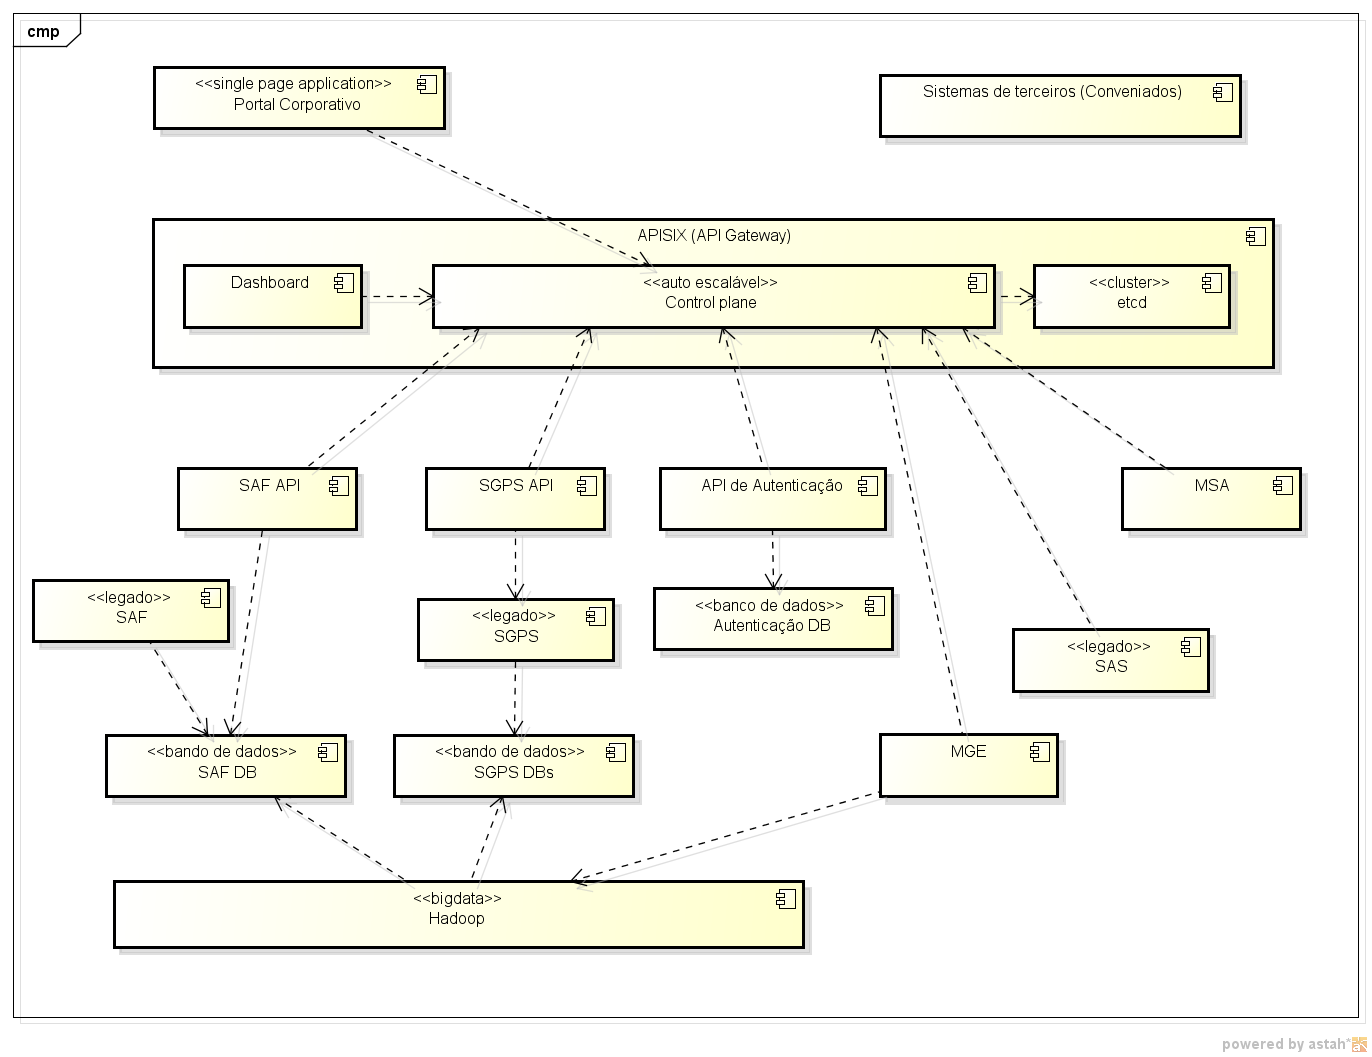 cmp
<<single page application>>
Portal Corporativo
Sistemas de terceiros (Conveniados)
APISIX (API Gateway)
Dashboard
<<auto escalável>>
Control plane
<<cluster>>
etcd
SAF API
SGPS API
API de Autenticação
MSA
<<legado>>
SAF
<<legado>>
SGPS
<<banco de dados>>
Autenticação DB
<<legado>>
SAS
<<bando de dados>>
SAF DB
<<bando de dados>>
SGPS DBs
MGE
<<bigdata>>
Hadoop
powered by astah*